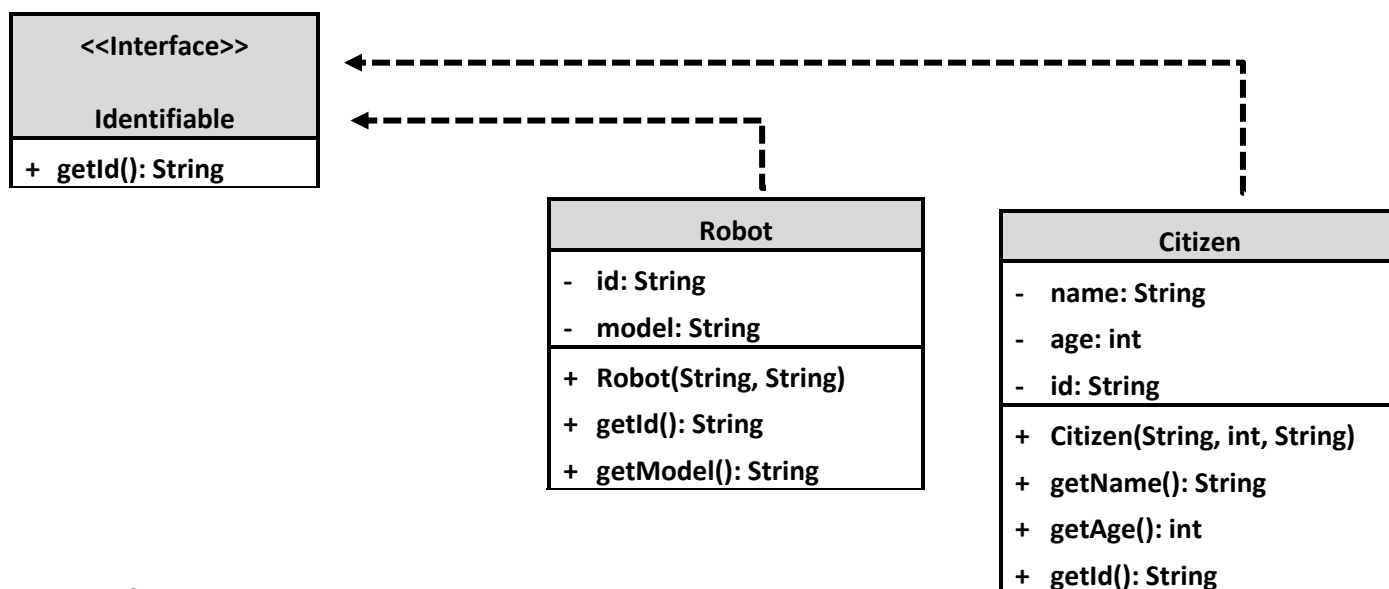 <<Interface>>
Identifiable
+ getId(): String
Robot
- id: String
- model: String
+ Robot(String, String)
+ getId(): String
+ getModel(): String
Citizen
- name: String
- age: int
- id: String
+ Citizen(String, int, String)
+ getName(): String
+ getAge(): int
+ getId(): String